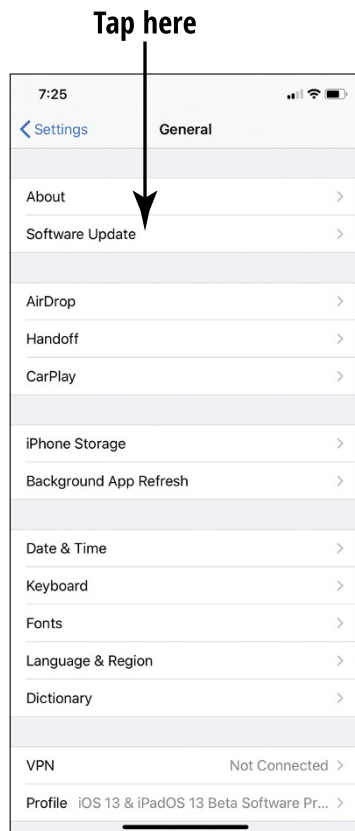 Tap here
7:25
Settings General
About
Software Update
AirDrop
Handoff
CarPlay
iPhone Storage
Background App Refresh
Date & Time
Keyboard
Fonts
Language & Region
Dictionary
VPN Not Connected
Profile iOS 13 & iPadOS 13 Beta Software Pr...